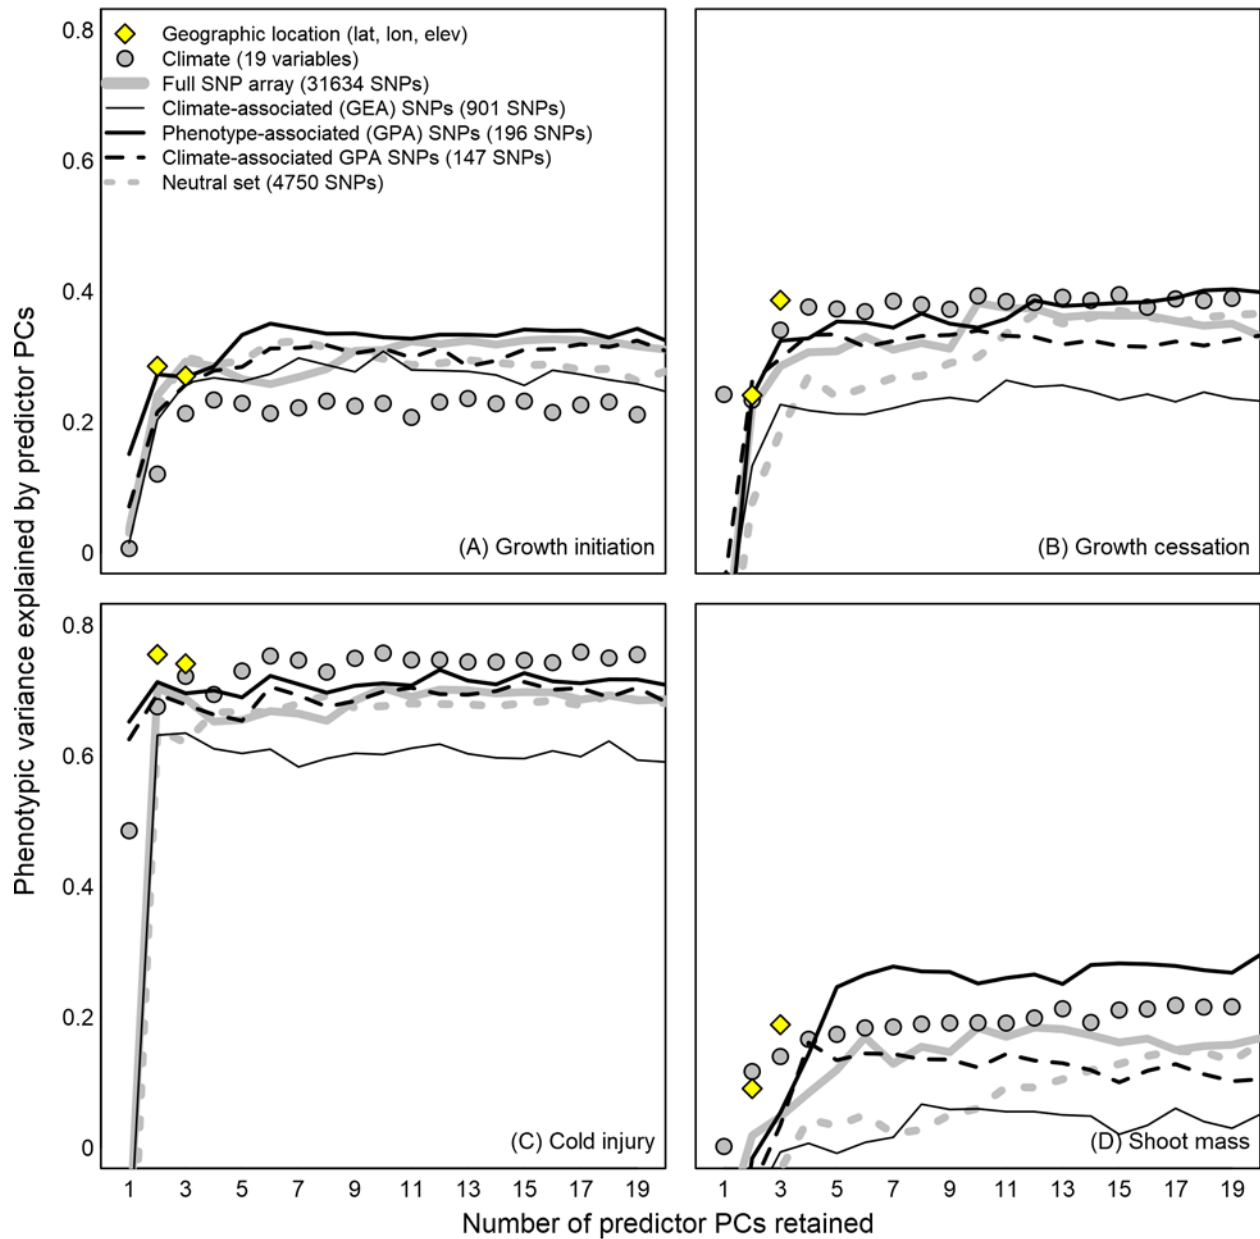 Phenotypic variance explained by predictor PCs
0.8
0.6
0.4
0.2
0
Geographic location (lat, lon, elev)
Climate (19 variables)
Full SNP array (31634 SNPs)
Climate-associated (GEA) SNPs (901 SNPs)
Phenotype-associated (GPA) SNPs (196 SNPs)
Climate-associated GPA SNPs (147 SNPs)
Neutral set (4750 SNPs)
(A) Growth initiation
(B) Growth cessation
0.8
0.6
0.4
0.2
0
(C) Cold injury
(D) Shoot mass
1 3 5 7 9 11 13 15 17 19
1 3 5 7 9 11 13 15 17 19
Number of predictor PCs retained